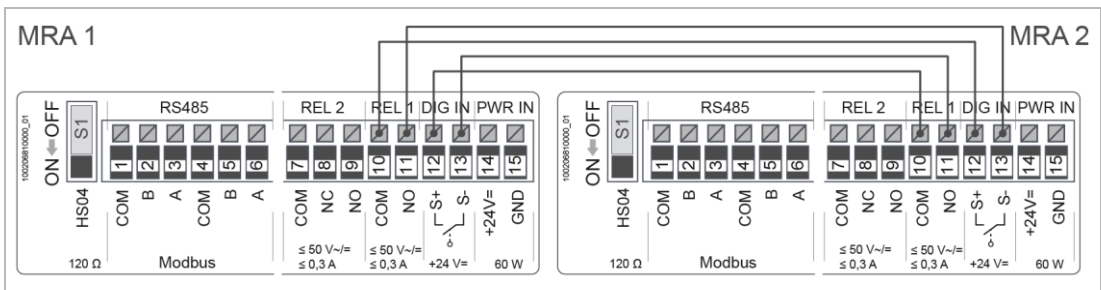 MRA 1 MRA 2
RS485 REL 2 REL 1 DIG IN PWR IN RS485 REL 2 REL 1 DIG IN PWR IN
100206810000_01 ON OFF S1 100206810000_01 ON OFF S1
1 2 3 4 5 6 7 8 9 10 11 12 13 14 15 1 2 3 4 5 6 7 8 9 10 11 12 13 14 15
HS04 COM B A COM B A COM NC NO COM NO S+ S- +24V= GND HS04 COM B A COM B A COM NC NO COM NO S+ S- +24V= GND
≤ 50 V~/= ≤ 50 V~/= ≤ 50 V~/= ≤ 50 V~/=
120 Ω Modbus ≤ 0,3 A ≤ 0,3 A +24 V= 60 W 120 Ω Modbus ≤ 0,3 A ≤ 0,3 A +24 V= 60 W